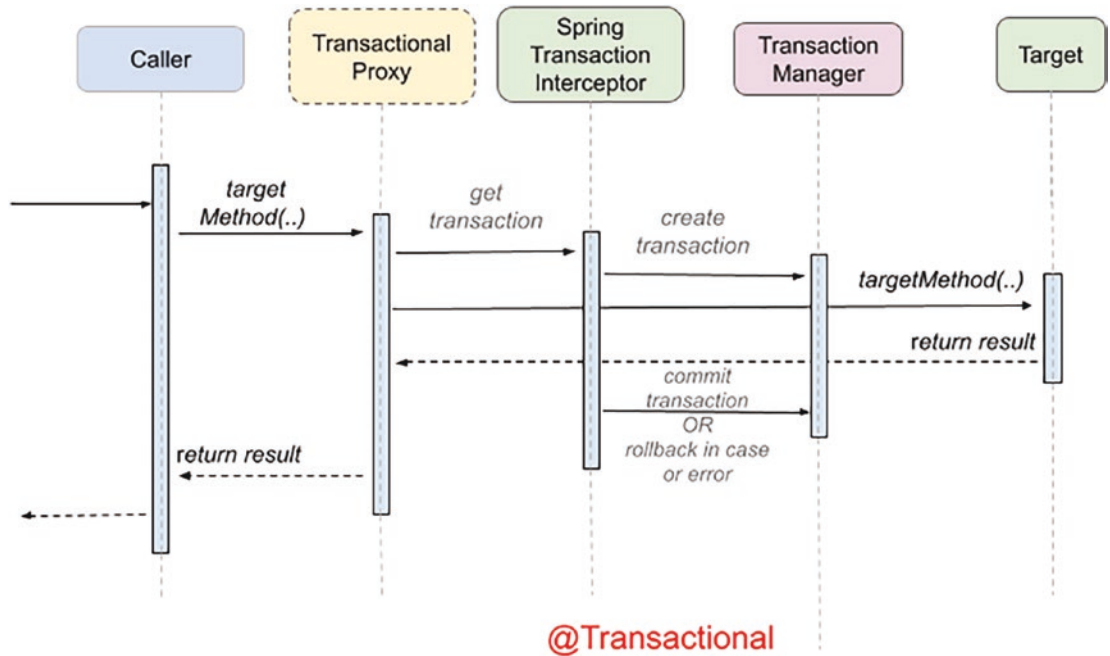 Caller
Transactional
Proxy
Spring
Transaction
Interceptor
Transaction
Manager
Target
target
Method(..)
get
transaction
create
transaction
targetMethod(..)
return result
commit
transaction
OR
rollback in case
or error
return result
@Transactional